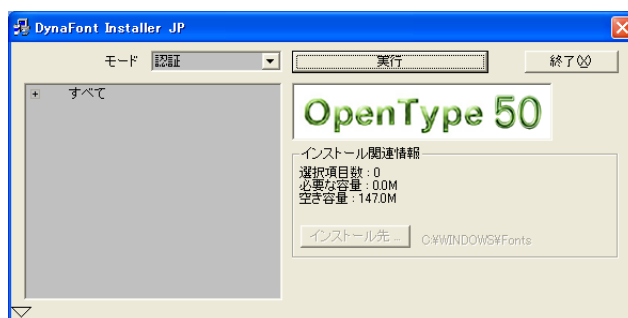 DynaFont Installer JP
モード 認証 実行 終了(X)
すべて
OpenType 50
インストール関連情報
選択項目数 : 0
必要な容量 : 0.0M
空き容量 : 147.0M
インストール先 ... C:¥WINDOWS¥Fonts